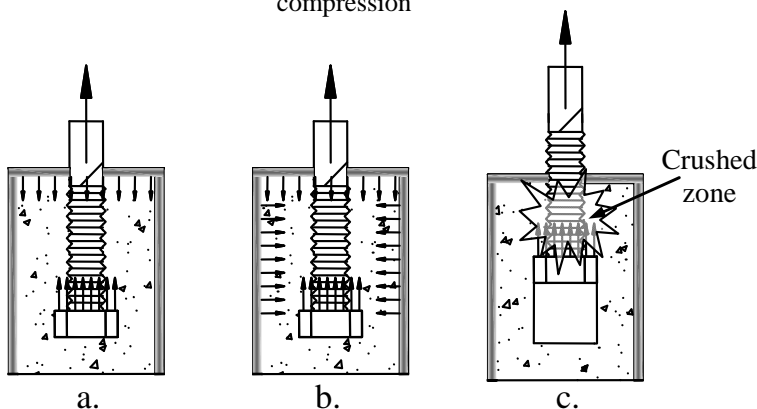 compression
Crushed
zone
a.
b.
c.